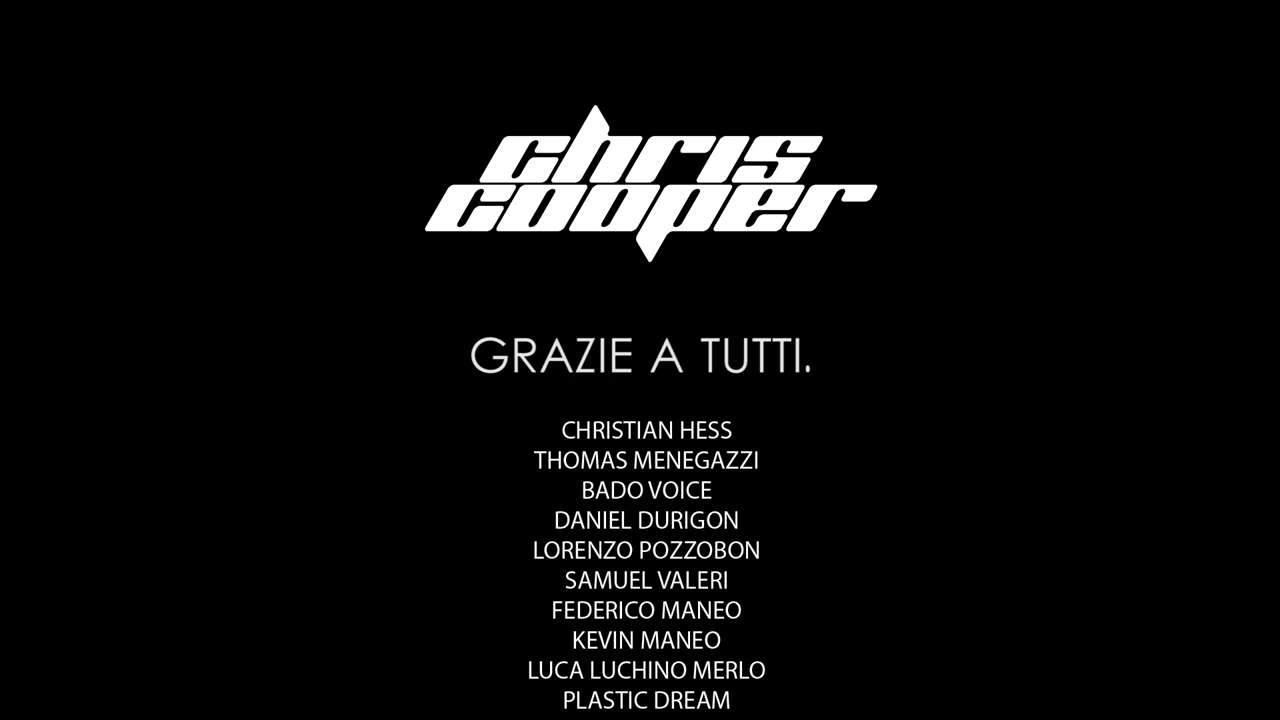 chris
cooper
GRAZIE A TUTTI.
CHRISTIAN HESS
THOMAS MENEGAZZI
BADO VOICE
DANIEL DURIGON
LORENZO POZZOBON
SAMUEL VALERI
FEDERICO MANEO
KEVIN MANEO
LUCA LUCHINO MERLO
PLASTIC DREAM